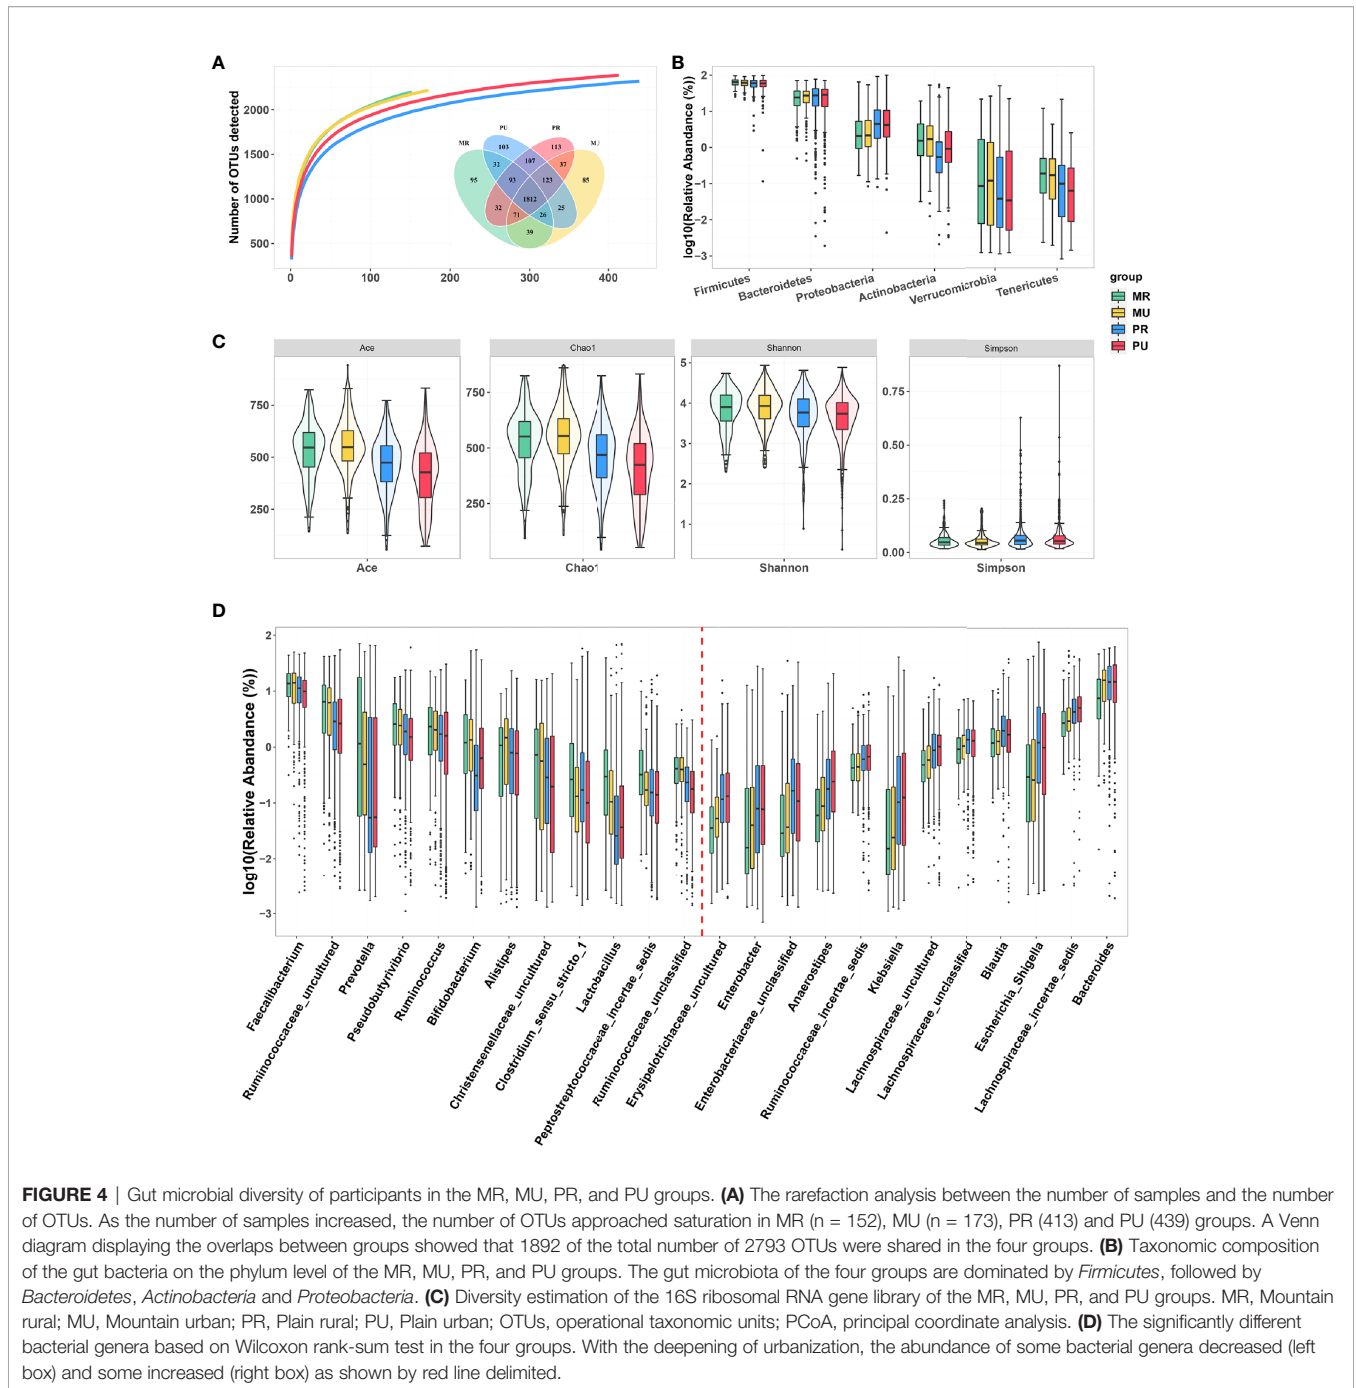 A
Number of OTUs detected
2000
1500
1000
500
0 100 200 300 400
PU PR
MR MU
103 113
95 32 107 37 85
93 123
1812
32 71 26 25
39
B
log10(Relative Abundance (%))
2
1
0
−1
−2
−3
Firmicutes Bacteroidetes Proteobacteria Actinobacteria Verrucomicrobia Tenericutes
group
MR
MU
PR
PU
C
Ace
750
500
250
Ace
Chao1
750
500
250
Chao1
Shannon
5
4
3
2
1
Shannon
Simpson
0.75
0.50
0.25
0.00
Simpson
D
log10(Relative Abundance (%))
2
1
0
−1
−2
−3
Faecalibacterium
Ruminococcaceae_uncultured
Prevotella
Pseudobutyrivibrio
Ruminococcus
Bifidobacterium
Alistipes
Christensenellaceae_uncultured
Clostridium_sensu_stricto_1
Lactobacillus
Peptostreptococcaceae_incertae_sedis
Ruminococcaceae_unclassified
Erysipelotrichaceae_uncultured
Enterobacter
Enterobacteriaceae_unclassified
Anaerostipes
Ruminococcaceae_incertae_sedis
Klebsiella
Lachnospiraceae_uncultured
Lachnospiraceae_unclassified
Blautia
Escherichia_Shigella
Lachnospiraceae_incertae_sedis
Bacteroides
FIGURE 4 | Gut microbial diversity of participants in the MR, MU, PR, and PU groups. (A) The rarefaction analysis between the number of samples and the number
of OTUs. As the number of samples increased, the number of OTUs approached saturation in MR (n = 152), MU (n = 173), PR (413) and PU (439) groups. A Venn
diagram displaying the overlaps between groups showed that 1892 of the total number of 2793 OTUs were shared in the four groups. (B) Taxonomic composition
of the gut bacteria on the phylum level of the MR, MU, PR, and PU groups. The gut microbiota of the four groups are dominated by Firmicutes, followed by
Bacteroidetes, Actinobacteria and Proteobacteria. (C) Diversity estimation of the 16S ribosomal RNA gene library of the MR, MU, PR, and PU groups. MR, Mountain
rural; MU, Mountain urban; PR, Plain rural; PU, Plain urban; OTUs, operational taxonomic units; PCoA, principal coordinate analysis. (D) The significantly different
bacterial genera based on Wilcoxon rank-sum test in the four groups. With the deepening of urbanization, the abundance of some bacterial genera decreased (left
box) and some increased (right box) as shown by red line delimited.